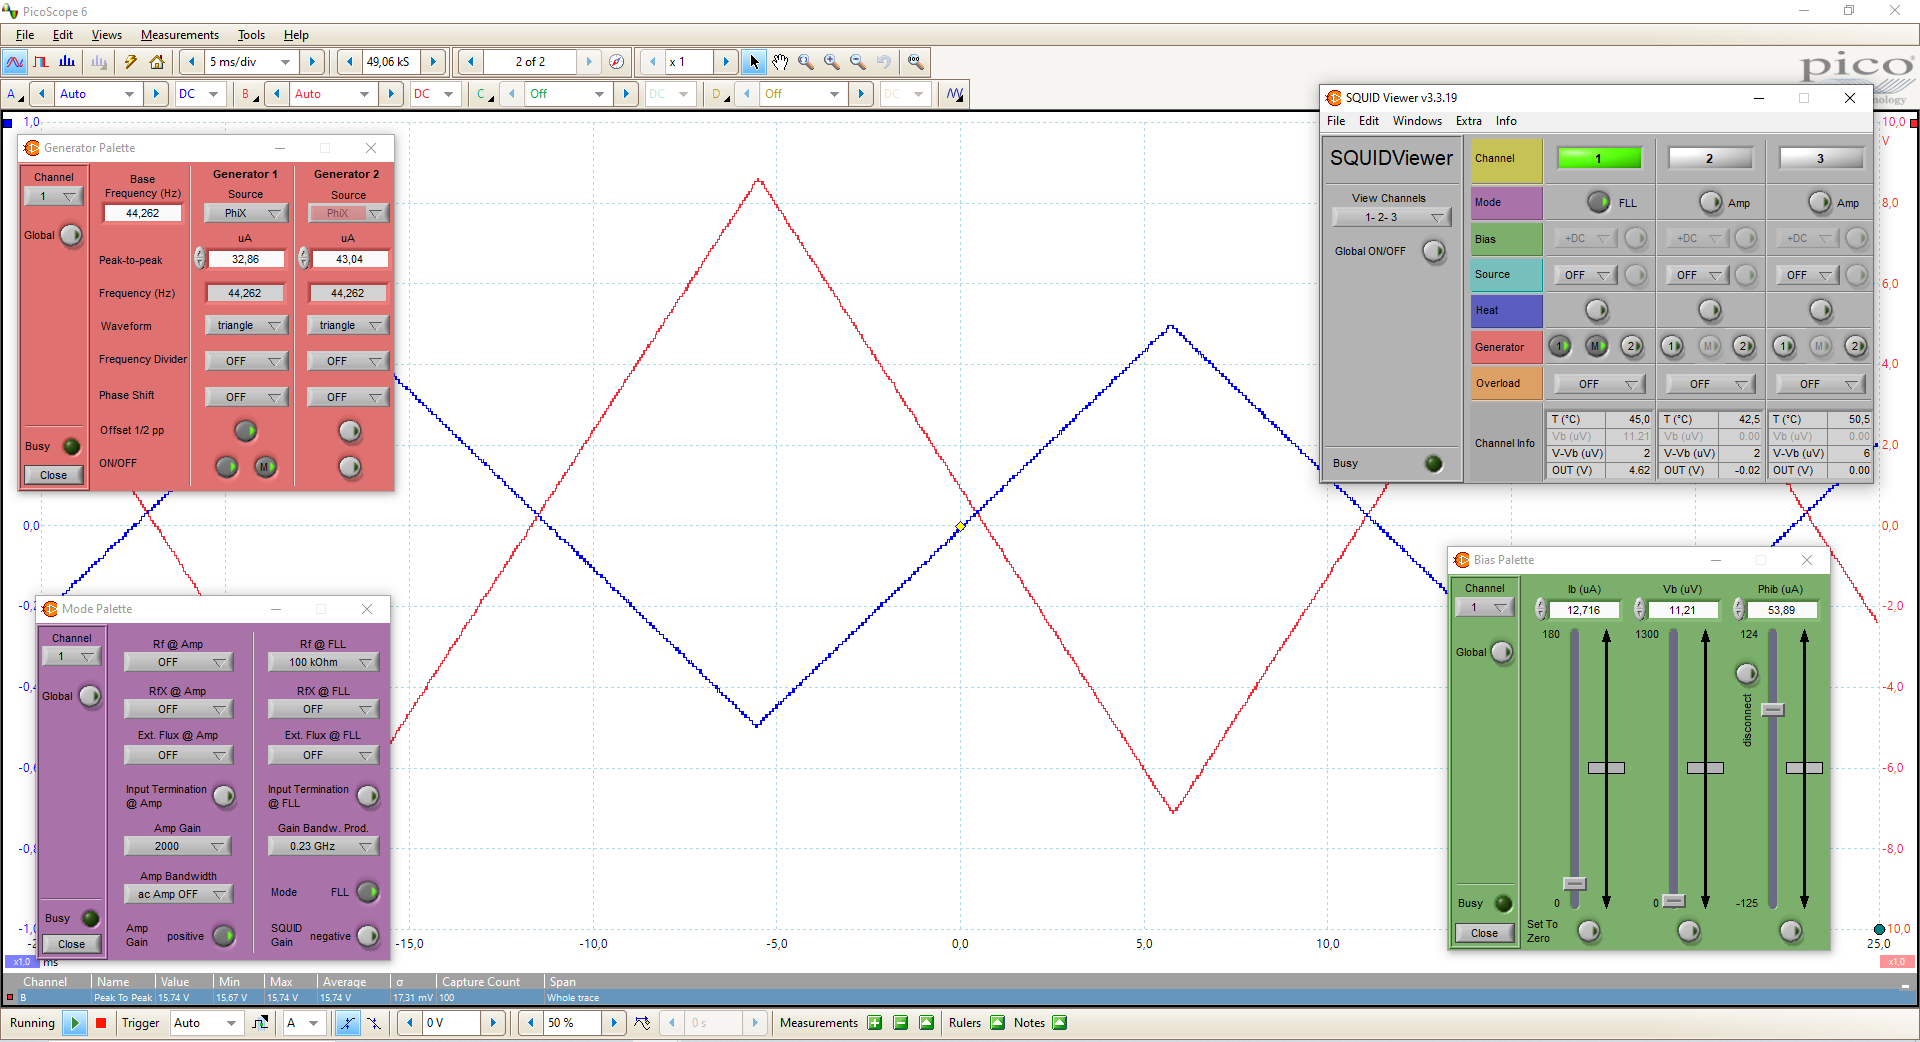 PicoScope 6
File Edit Views Measurements Tools Help
5 ms/div 49,06 kS 2 of 2 x 1
pico
nology
A Auto DC B Auto DC C Off DC D Off DC
1,0
10,0
V
Generator Palette
Channel
1
Global
Busy
Close
Base
Frequency (Hz)
44,262
Generator 1 Generator 2
Source Source
PhiX PhiX
uA uA
Peak-to-peak 32,86 43,04
Frequency (Hz) 44,262 44,262
Waveform triangle triangle
Frequency Divider OFF OFF
Phase Shift OFF OFF
Offset 1/2 pp
ON/OFF M
SQUID Viewer v3.3.19
File Edit Windows Extra Info
SQUIDViewer
View Channels
1- 2- 3
Global ON/OFF
Busy
Channel 1 2 3
Mode FLL Amp Amp
Bias +DC +DC +DC
Source OFF OFF OFF
Heat
Generator 1 M 2 1 M 2 1 M 2
Overload OFF OFF OFF
Channel Info
T (°C) 45,0 T (°C) 42,5 T (°C) 50,5
Vb (uV) 11.21 Vb (uV) 0.00 Vb (uV) 0.00
V-Vb (uV) 2 V-Vb (uV) 2 V-Vb (uV) 6
OUT (V) 4.62 OUT (V) -0.02 OUT (V) 0.00
8,0
6,0
4,0
2,0
0,0 0,0
-0,2 -2,0
-0,4 -4,0
-0,6 -6,0
-0,8 -8,0
-1,0 -10,0
Mode Palette
Channel
1
Global
Busy
Close
Rf @ Amp Rf @ FLL
OFF 100 kOhm
RfX @ Amp RfX @ FLL
OFF OFF
Ext. Flux @ Amp Ext. Flux @ FLL
OFF OFF
Input Termination
@ Amp
Input Termination
@ FLL
Amp Gain Gain Bandw. Prod.
2000 0.23 GHz
Amp Bandwidth
ac Amp OFF
Mode FLL
Amp
Gain positive
SQUID
Gain negative
Bias Palette
Channel
1
Global
Busy
Close
Ib (uA) Vb (uV) Phib (uA)
12,716 11,21 53,89
180 1300 124
disconnect
0 0 -125
Set To
Zero
-2 -15,0 -10,0 -5,0 0,0 5,0 10,0 25,0
x1,0 ms x1,0
Channel Name Value Min Max Average σ Capture Count Span
B Peak To Peak 15,74 V 15,67 V 15,74 V 15,74 V 17,31 mV 100 Whole trace
Running Trigger Auto A 0 V 50 % 0 s Measurements Rulers Notes